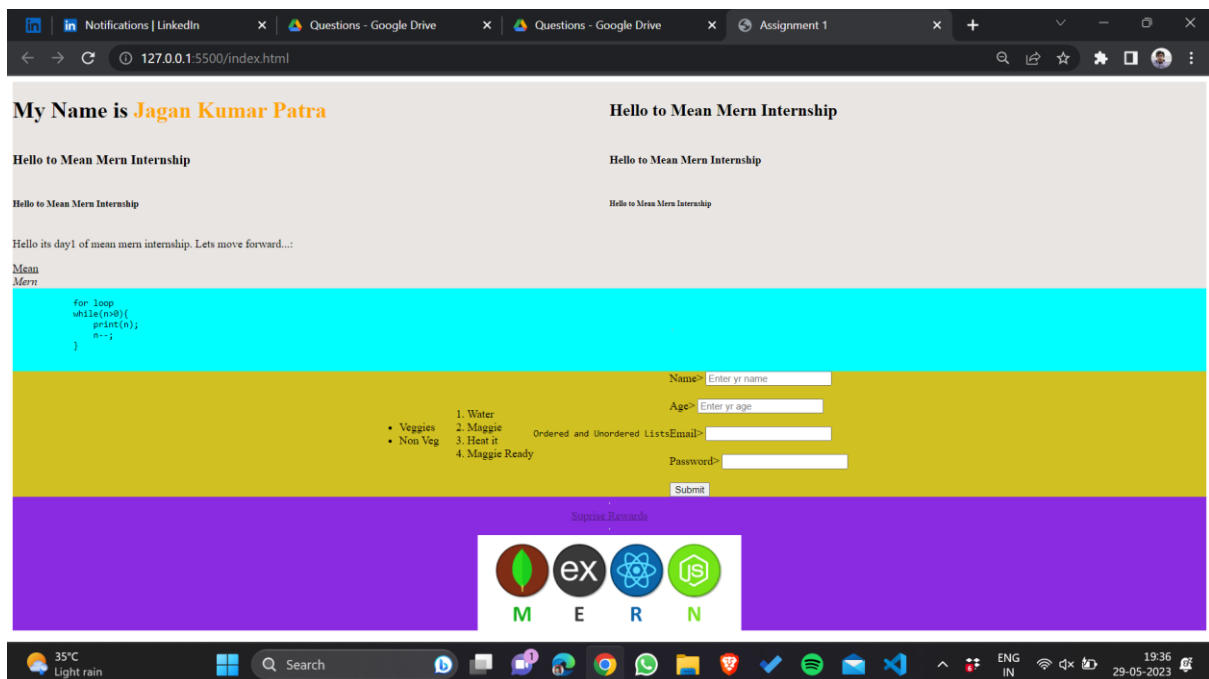 in Notifications | LinkedIn
Questions - Google Drive
Questions - Google Drive
Assignment 1
127.0.0.1:5500/index.html
My Name is Jagan Kumar Patra
Hello to Mean Mern Internship
Hello to Mean Mern Internship
Hello to Mean Mern Internship
Hello to Mean Mern Internship
Hello to Mean Mern Internship
Hello its day1 of mean mern internship. Lets move forward...:
Mean
Mern
for loop
while(n>0){
print(n);
n--;
}
Veggies
Non Veg
1. Water
2. Maggie
3. Heat it
4. Maggie Ready
Ordered and Unordered Lists
Name> Enter yr name
Age> Enter yr age
Email>
Password>
Submit
Suprise Rewards
ex
JS
M E R N
35°C
Light rain
Search
ENG
IN
19:36
29-05-2023